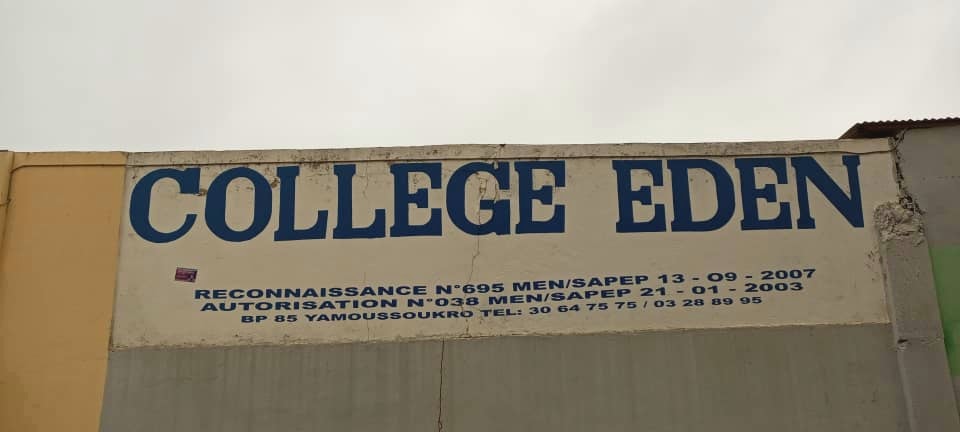 COLLEGE EDEN
RECONNAISSANCE N°695 MEN/SAPEP 13 - 09 - 2007
AUTORISATION N°038 MEN/SAPEP 21 - 01 - 2003
BP 85 YAMOUSSOUKRO TEL: 30 64 75 75 / 03 28 89 95